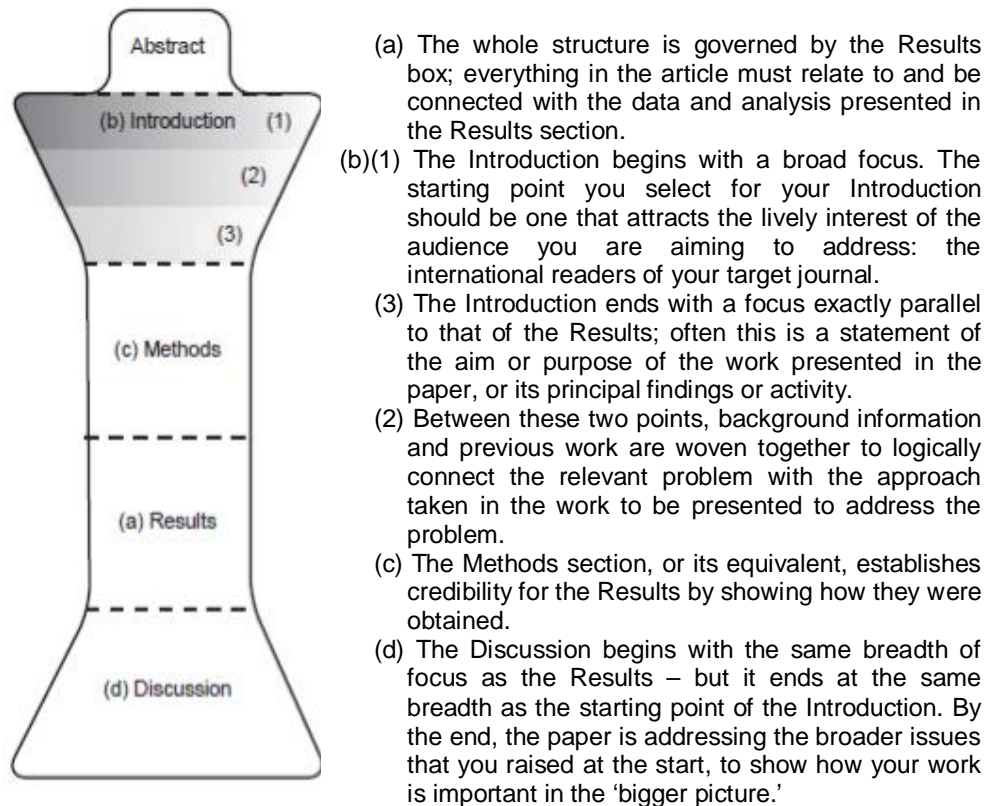 Abstract
(b) Introduction (1)
(2)
(3)
(c) Methods
(a) Results
(d) Discussion
(a) The whole structure is governed by the Results
box; everything in the article must relate to and be
connected with the data and analysis presented in
the Results section.
(b)(1) The Introduction begins with a broad focus. The
starting point you select for your Introduction
should be one that attracts the lively interest of the
audience you are aiming to address: the
international readers of your target journal.
(3) The Introduction ends with a focus exactly parallel
to that of the Results; often this is a statement of
the aim or purpose of the work presented in the
paper, or its principal findings or activity.
(2) Between these two points, background information
and previous work are woven together to logically
connect the relevant problem with the approach
taken in the work to be presented to address the
problem.
(c) The Methods section, or its equivalent, establishes
credibility for the Results by showing how they were
obtained.
(d) The Discussion begins with the same breadth of
focus as the Results – but it ends at the same
breadth as the starting point of the Introduction. By
the end, the paper is addressing the broader issues
that you raised at the start, to show how your work
is important in the ‘bigger picture.’